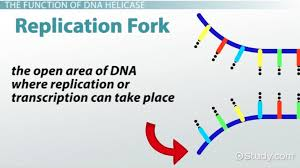 THE FUNCTION OF DNA HELICASE
Replication Fork
the open area of DNA
where replication or
transcription can take place
Study.com